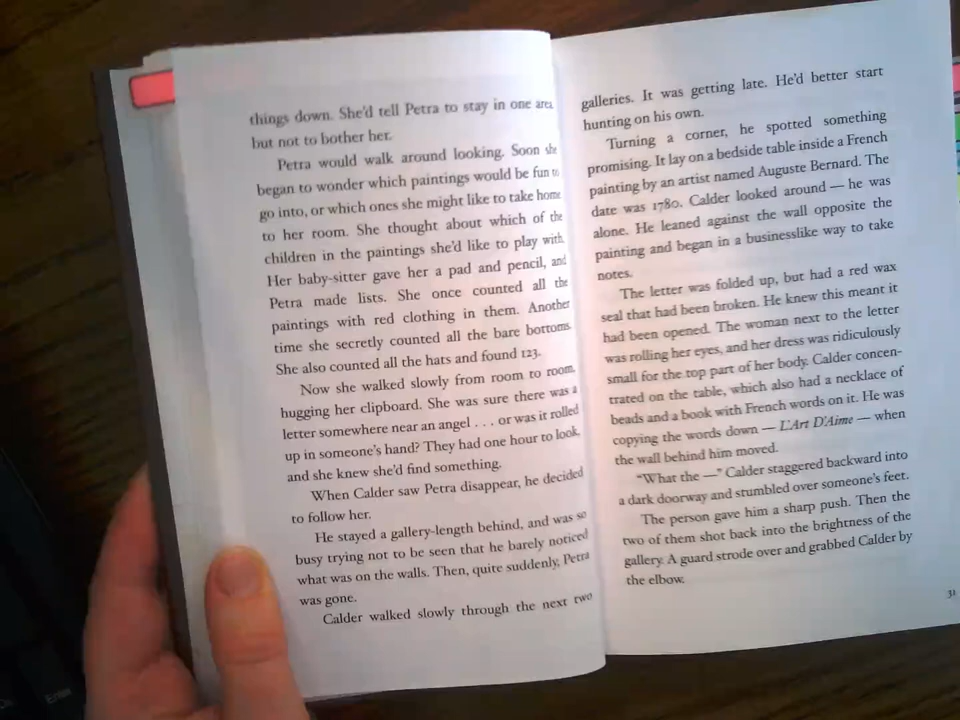 things down. She'd tell Petra to stay in one area
but not to bother her.
Petra would walk around looking. Soon she
began to wonder which paintings would be fun to
go into, or which ones she might like to take home
to her room. She thought about which of the
children in the paintings she'd like to play with.
Her baby-sitter gave her a pad and pencil, and
Petra made lists. She once counted all the
paintings with red clothing in them. Another
time she secretly counted all the bare bottoms.
She also counted all the hats and found 123.
Now she walked slowly from room to room,
hugging her clipboard. She was sure there was a
letter somewhere near an angel . . . or was it rolled
up in someone's hand? They had one hour to look,
and she knew she'd find something.
When Calder saw Petra disappear, he decided
to follow her.
He stayed a gallery-length behind, and was so
busy trying not to be seen that he barely noticed
what was on the walls. Then, quite suddenly, Petra
was gone.
Calder walked slowly through the next two
galleries. It was getting late. He'd better start
hunting on his own.
Turning a corner, he spotted something
promising. It lay on a bedside table inside a French
painting by an artist named Auguste Bernard. The
date was 1780. Calder looked around — he was
alone. He leaned against the wall opposite the
painting and began in a businesslike way to take
notes.
The letter was folded up, but had a red wax
seal that had been broken. He knew this meant it
had been opened. The woman next to the letter
was rolling her eyes, and her dress was ridiculously
small for the top part of her body. Calder concen-
trated on the table, which also had a necklace of
beads and a book with French words on it. He was
copying the words down — L'Art D'Aime — when
the wall behind him moved.
"What the —" Calder staggered backward into
a dark doorway and stumbled over someone's feet.
The person gave him a sharp push. Then the
two of them shot back into the brightness of the
gallery. A guard strode over and grabbed Calder by
the elbow.
31
Enter